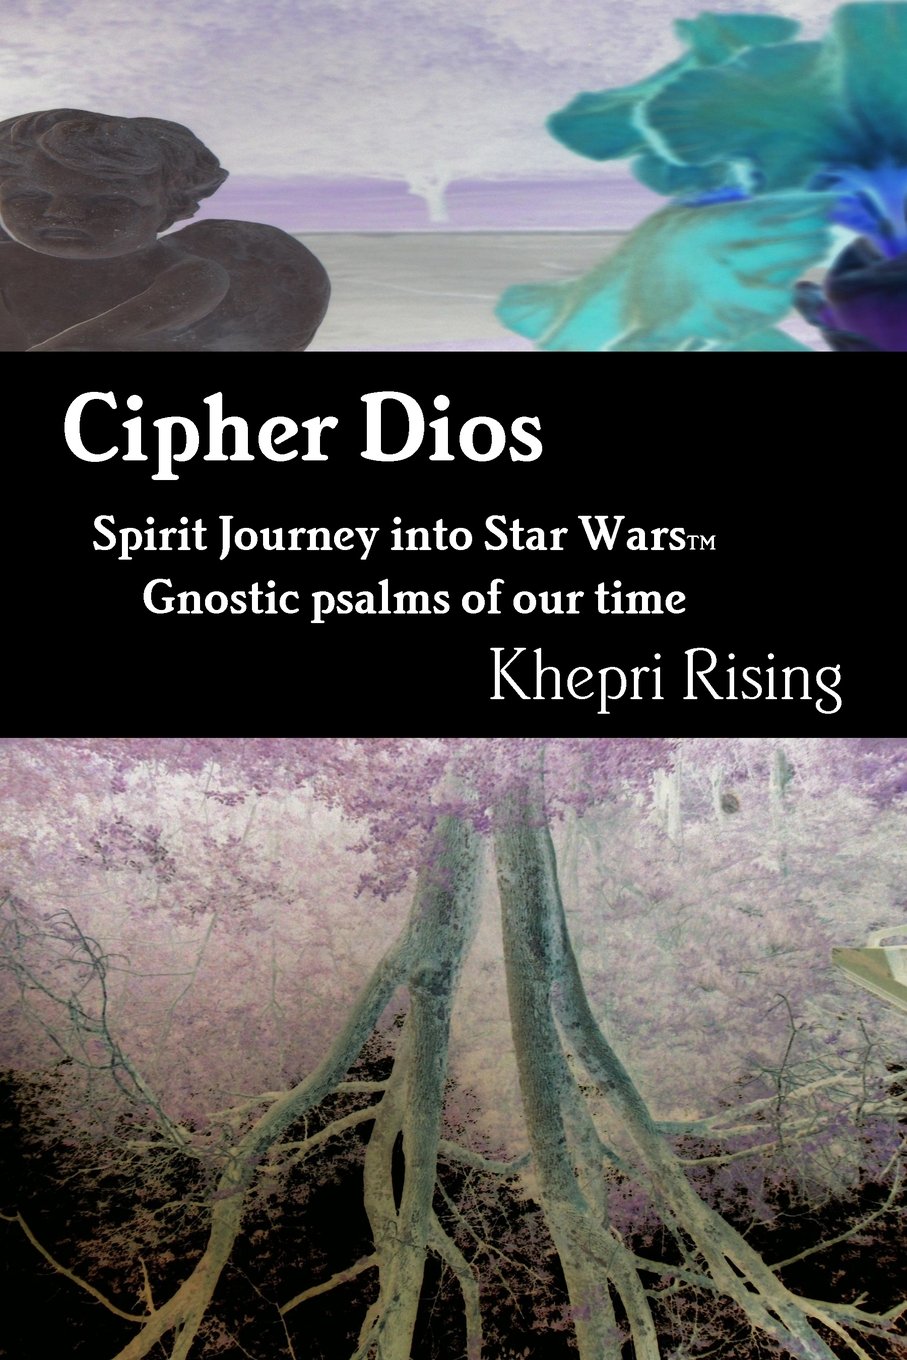 Cipher Dios
Spirit Journey into Star Wars™
Gnostic psalms of our time
Khepri Rising